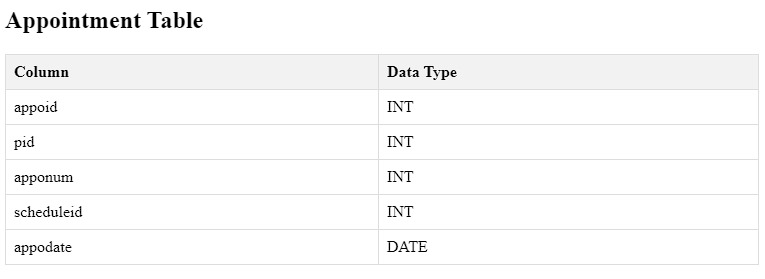 Appointment Table
Column Data Type
appoid INT
pid INT
apponum INT
scheduleid INT
appodate DATE